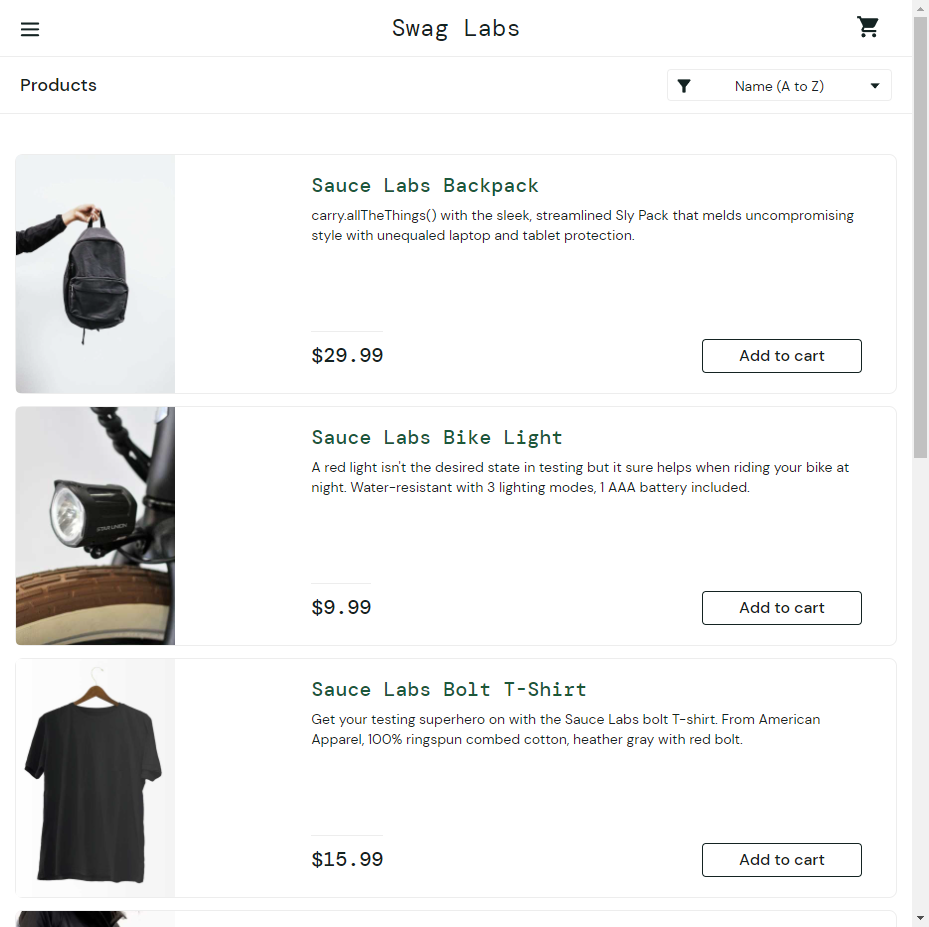 Swag Labs
Products
Name (A to Z)
Sauce Labs Backpack
carry.allTheThings() with the sleek, streamlined Sly Pack that melds uncompromising
style with unequaled laptop and tablet protection.
$29.99
Add to cart
Sauce Labs Bike Light
A red light isn't the desired state in testing but it sure helps when riding your bike at
night. Water-resistant with 3 lighting modes, 1 AAA battery included.
$9.99
Add to cart
Sauce Labs Bolt T-Shirt
Get your testing superhero on with the Sauce Labs bolt T-shirt. From American
Apparel, 100% ringspun combed cotton, heather gray with red bolt.
$15.99
Add to cart